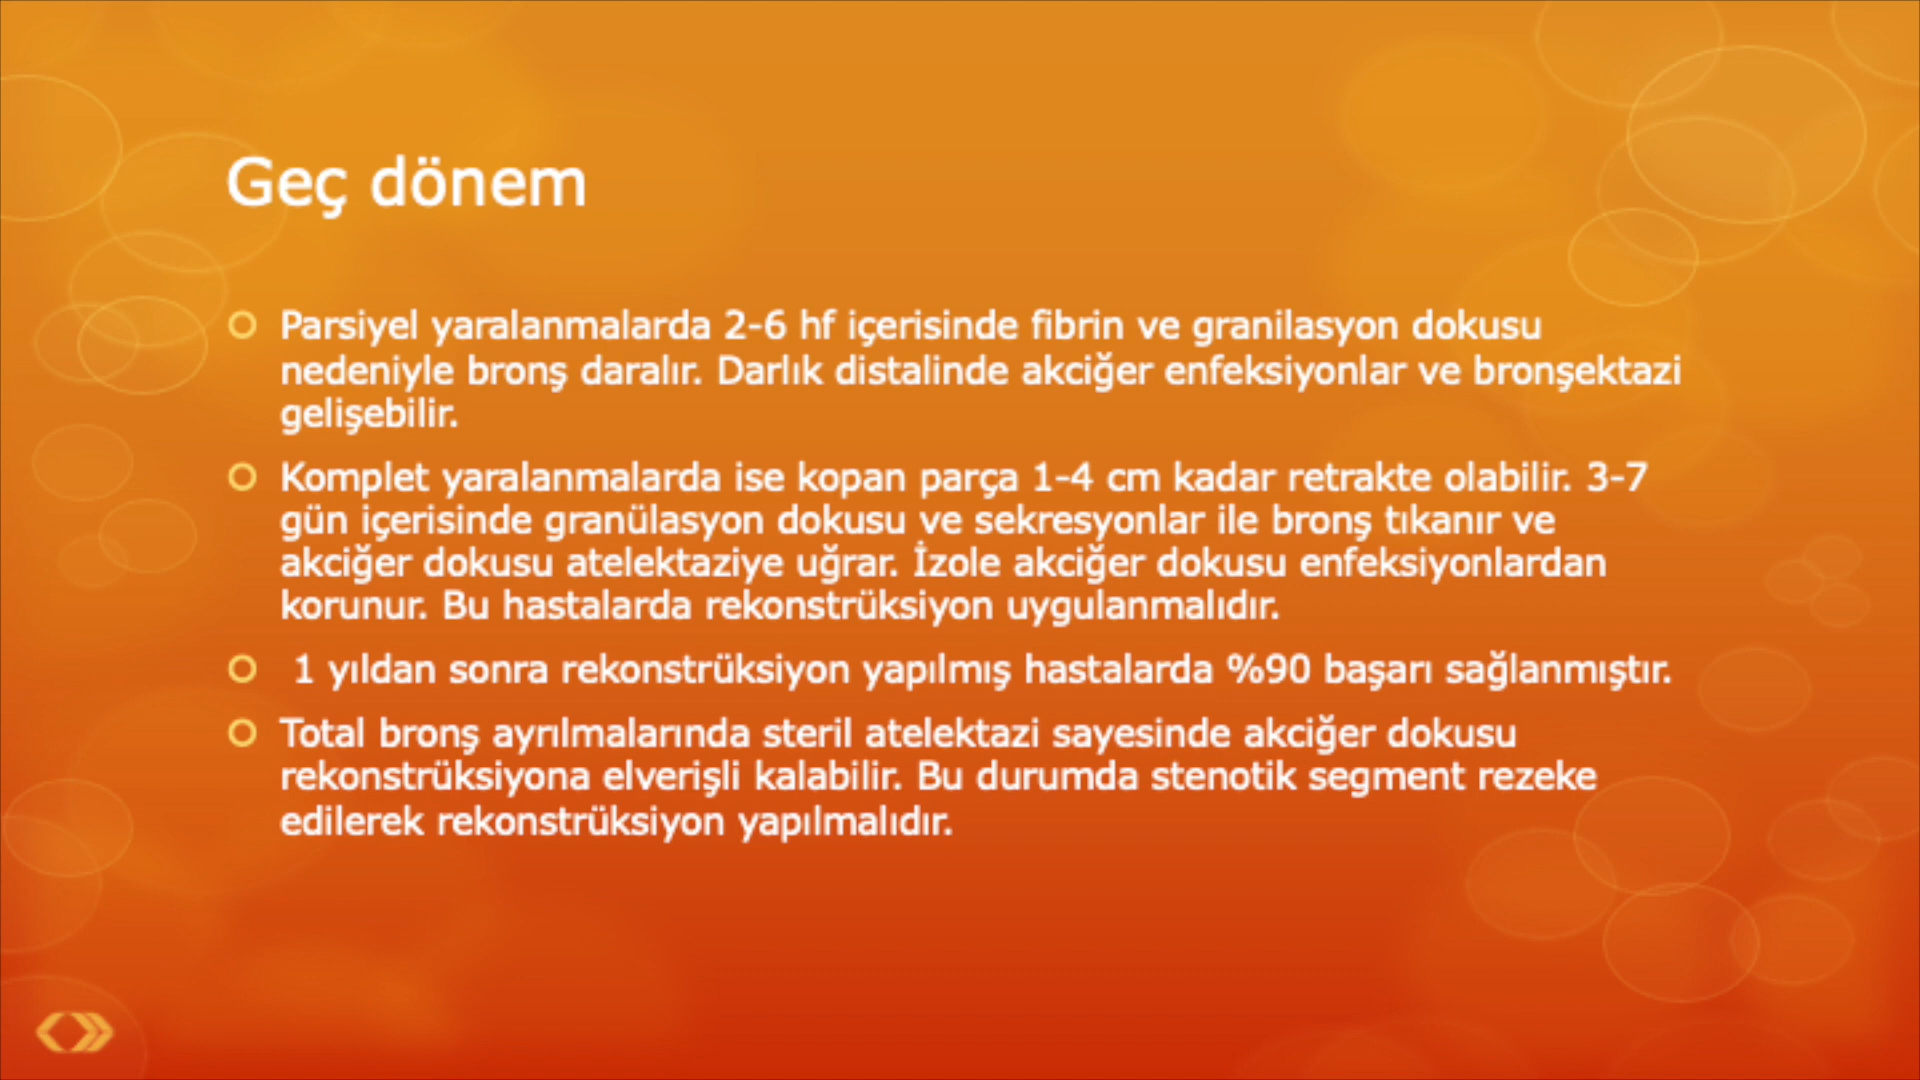 Geç dönem
Parsiyel yaralanmalarda 2-6 hf içerisinde fibrin ve granilasyon dokusu
nedeniyle bronş daralır. Darlık distalinde akciğer enfeksiyonlar ve bronşektazi
gelişebilir.
Komplet yaralanmalarda ise kopan parça 1-4 cm kadar retrakte olabilir. 3-7
gün içerisinde granülasyon dokusu ve sekresyonlar ile bronş tıkanır ve
akciğer dokusu atelektaziye uğrar. İzole akciğer dokusu enfeksiyonlardan
korunur. Bu hastalarda rekonstrüksiyon uygulanmalıdır.
1 yıldan sonra rekonstrüksiyon yapılmış hastalarda %90 başarı sağlanmıştır.
Total bronş ayrılmalarında steril atelektazi sayesinde akciğer dokusu
rekonstrüksiyona elverişli kalabilir. Bu durumda stenotik segment rezeke
edilerek rekonstrüksiyon yapılmalıdır.